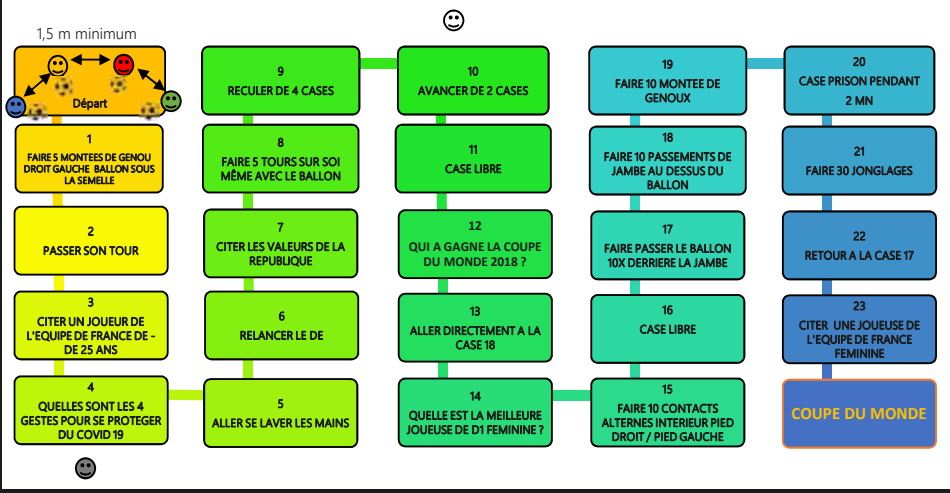 1,5 m minimum
Départ
1
FAIRE 5 MONTEES DE GENOU
DROIT GAUCHE BALLON SOUS
LA SEMELLE
2
PASSER SON TOUR
3
CITER UN JOUEUR DE
L'EQUIPE DE FRANCE DE -
DE 25 ANS
4
QUELLES SONT LES 4
GESTES POUR SE PROTEGER
DU COVID 19
5
ALLER SE LAVER LES MAINS
6
RELANCER LE DE
7
CITER LES VALEURS DE LA
REPUBLIQUE
8
FAIRE 5 TOURS SUR SOI
MÊME AVEC LE BALLON
9
RECULER DE 4 CASES
10
AVANCER DE 2 CASES
11
CASE LIBRE
12
QUI A GAGNE LA COUPE
DU MONDE 2018 ?
13
ALLER DIRECTEMENT A LA
CASE 18
14
QUELLE EST LA MEILLEURE
JOUEUSE DE D1 FEMININE ?
15
FAIRE 10 CONTACTS
ALTERNES INTERIEUR PIED
DROIT / PIED GAUCHE
16
CASE LIBRE
17
FAIRE PASSER LE BALLON
10X DERRIERE LA JAMBE
18
FAIRE 10 PASSEMENTS DE
JAMBE AU DESSUS DU
BALLON
19
FAIRE 10 MONTEE DE
GENOUX
20
CASE PRISON PENDANT
2 MN
21
FAIRE 30 JONGLAGES
22
RETOUR A LA CASE 17
23
CITER UNE JOUEUSE DE
L'EQUIPE DE FRANCE
FEMININE
COUPE DU MONDE